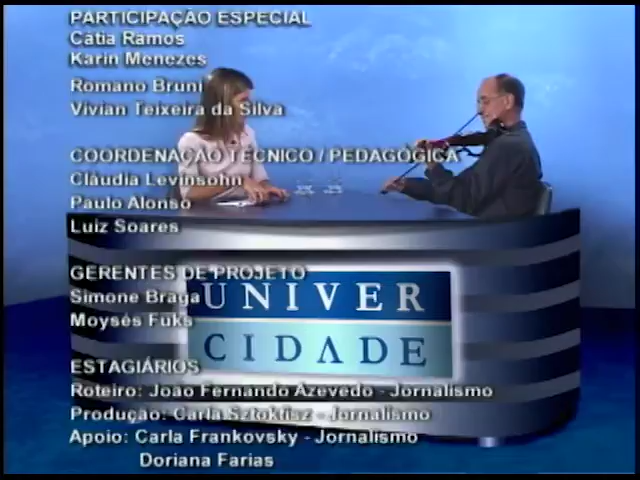 PARTICIPAÇÃO ESPECIAL
Cátia Ramos
Karin Menezes
Romano Bruni
Vivian Teixeira da Silva
COORDENAÇÃO TÉCNICO / PEDAGÓGICA
Cláudia Levinsohn
Paulo Alonso
Luiz Soares
GERENTES DE PROJETO
Simone Braga
Moysés Fuks
UNIVER
CIDADE
ESTAGIÁRIOS
Roteiro: João Fernando Azevedo - Jornalismo
Produção: Carla Sztoktisz - Jornalismo
Apoio: Carla Frankovsky - Jornalismo
Doriana Farias